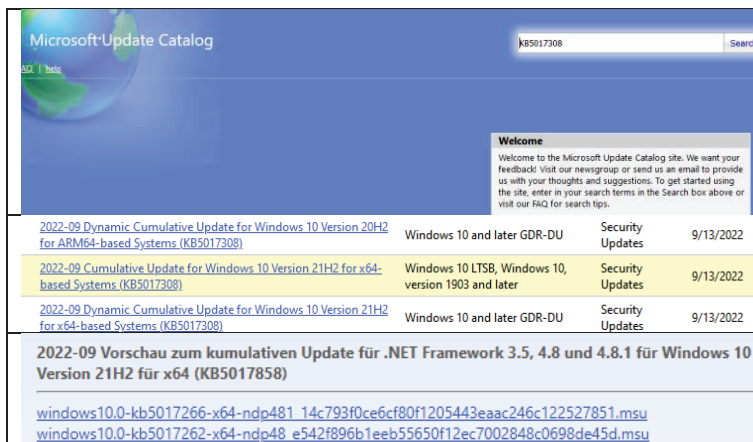 Microsoft Update Catalog
KB5017308
Search
FAQ | help
Welcome
Welcome to the Microsoft Update Catalog site. We want your
feedback! Visit our newsgroup or send us an email to provide
us with your thoughts and suggestions. To get started using
the site, enter in your search terms in the Search box above or
visit our FAQ for search tips.
2022-09 Dynamic Cumulative Update for Windows 10 Version 20H2
for ARM64-based Systems (KB5017308)
Windows 10 and later GDR-DU
Security
Updates
9/13/2022
2022-09 Cumulative Update for Windows 10 Version 21H2 for x64-
based Systems (KB5017308)
Windows 10 LTSB, Windows 10,
version 1903 and later
Security
Updates
9/13/2022
2022-09 Dynamic Cumulative Update for Windows 10 Version 21H2
for x64-based Systems (KB5017308)
Windows 10 and later GDR-DU
Security
Updates
9/13/2022
2022-09 Vorschau zum kumulativen Update für .NET Framework 3.5, 4.8 und 4.8.1 für Windows 10
Version 21H2 für x64 (KB5017858)
windows10.0-kb5017266-x64-ndp481_14c793f0ce6cf80f1205443eaac246c122527851.msu
windows10.0-kb5017262-x64-ndp48_e542f896b1eeb55650f12ec7002848c0698de45d.msu